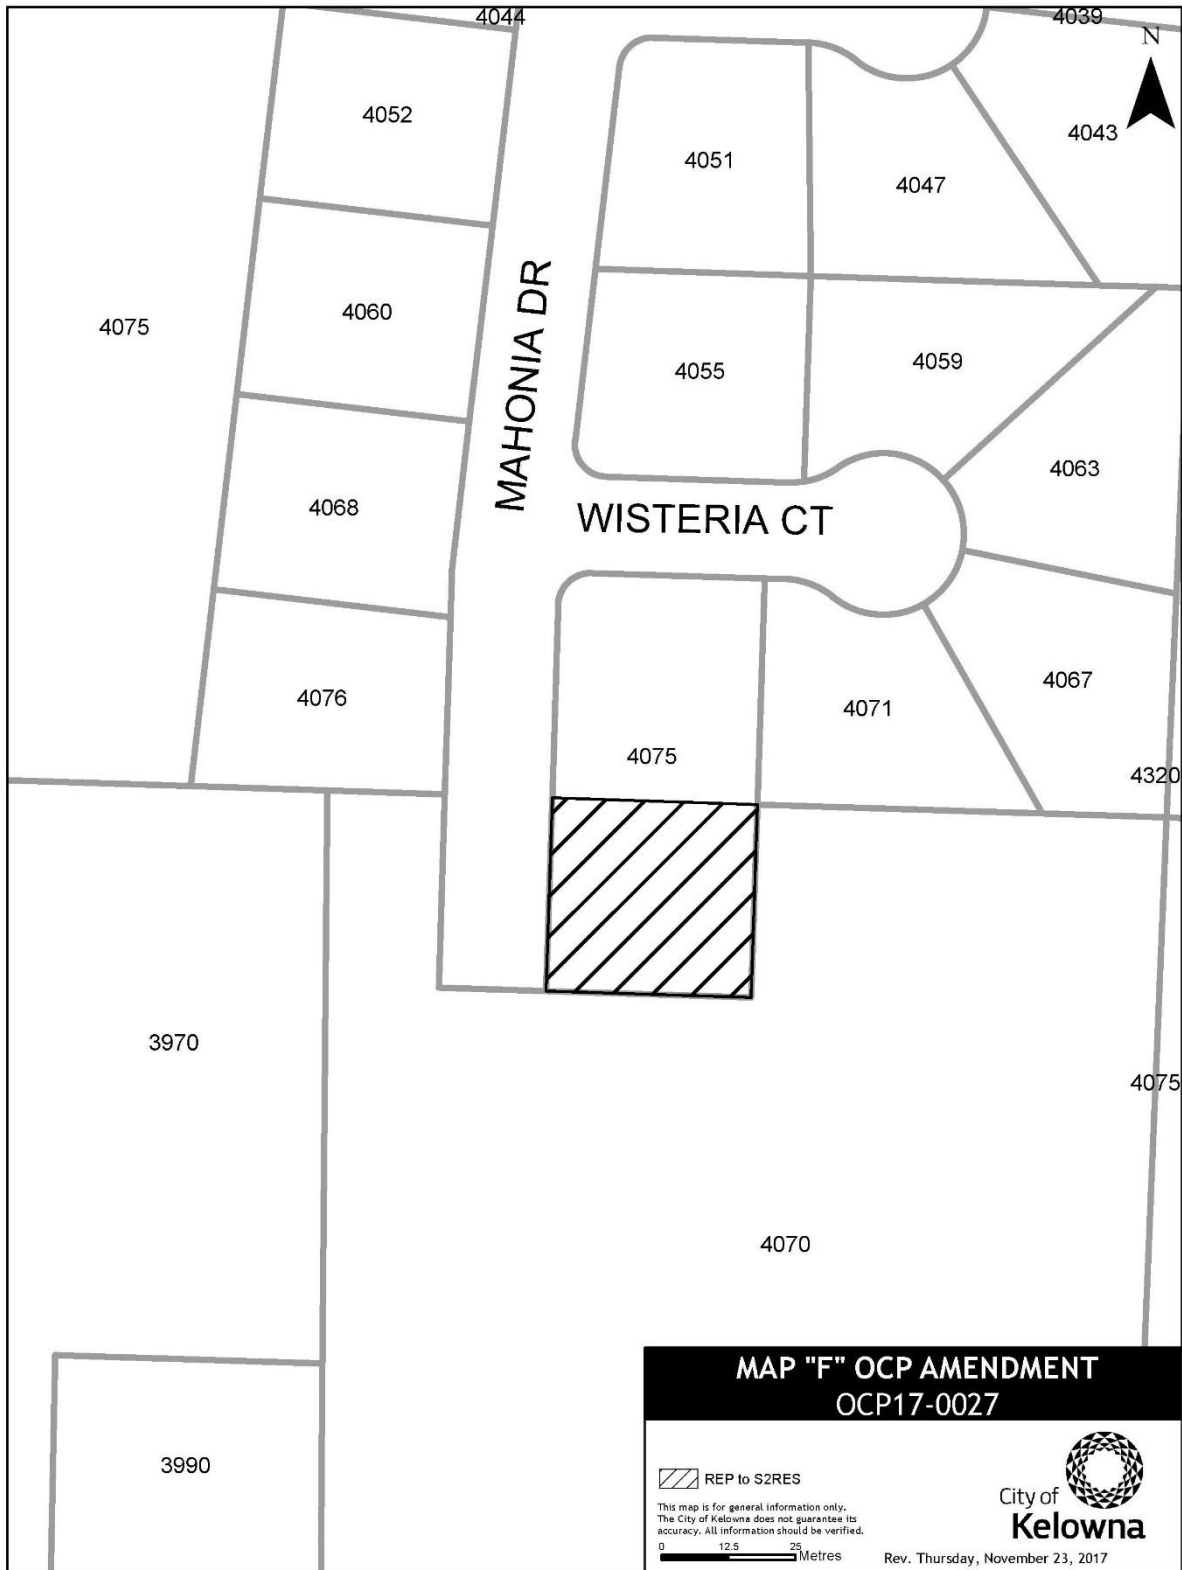 4044
4039
N
4052
4043
4051
4047
4060
4075
MAHONIA DR
4059
4055
4063
4068
WISTERIA CT
4067
4076
4071
4075
4320
3970
4075
4070
3990
MAP "F" OCP AMENDMENT
OCP17-0027
REP to S2RES
This map is for general information only.
The City of Kelowna does not guarantee its
accuracy. All information should be verified.
0 12.5 25
Metres
City of
Kelowna
Rev. Thursday, November 23, 2017